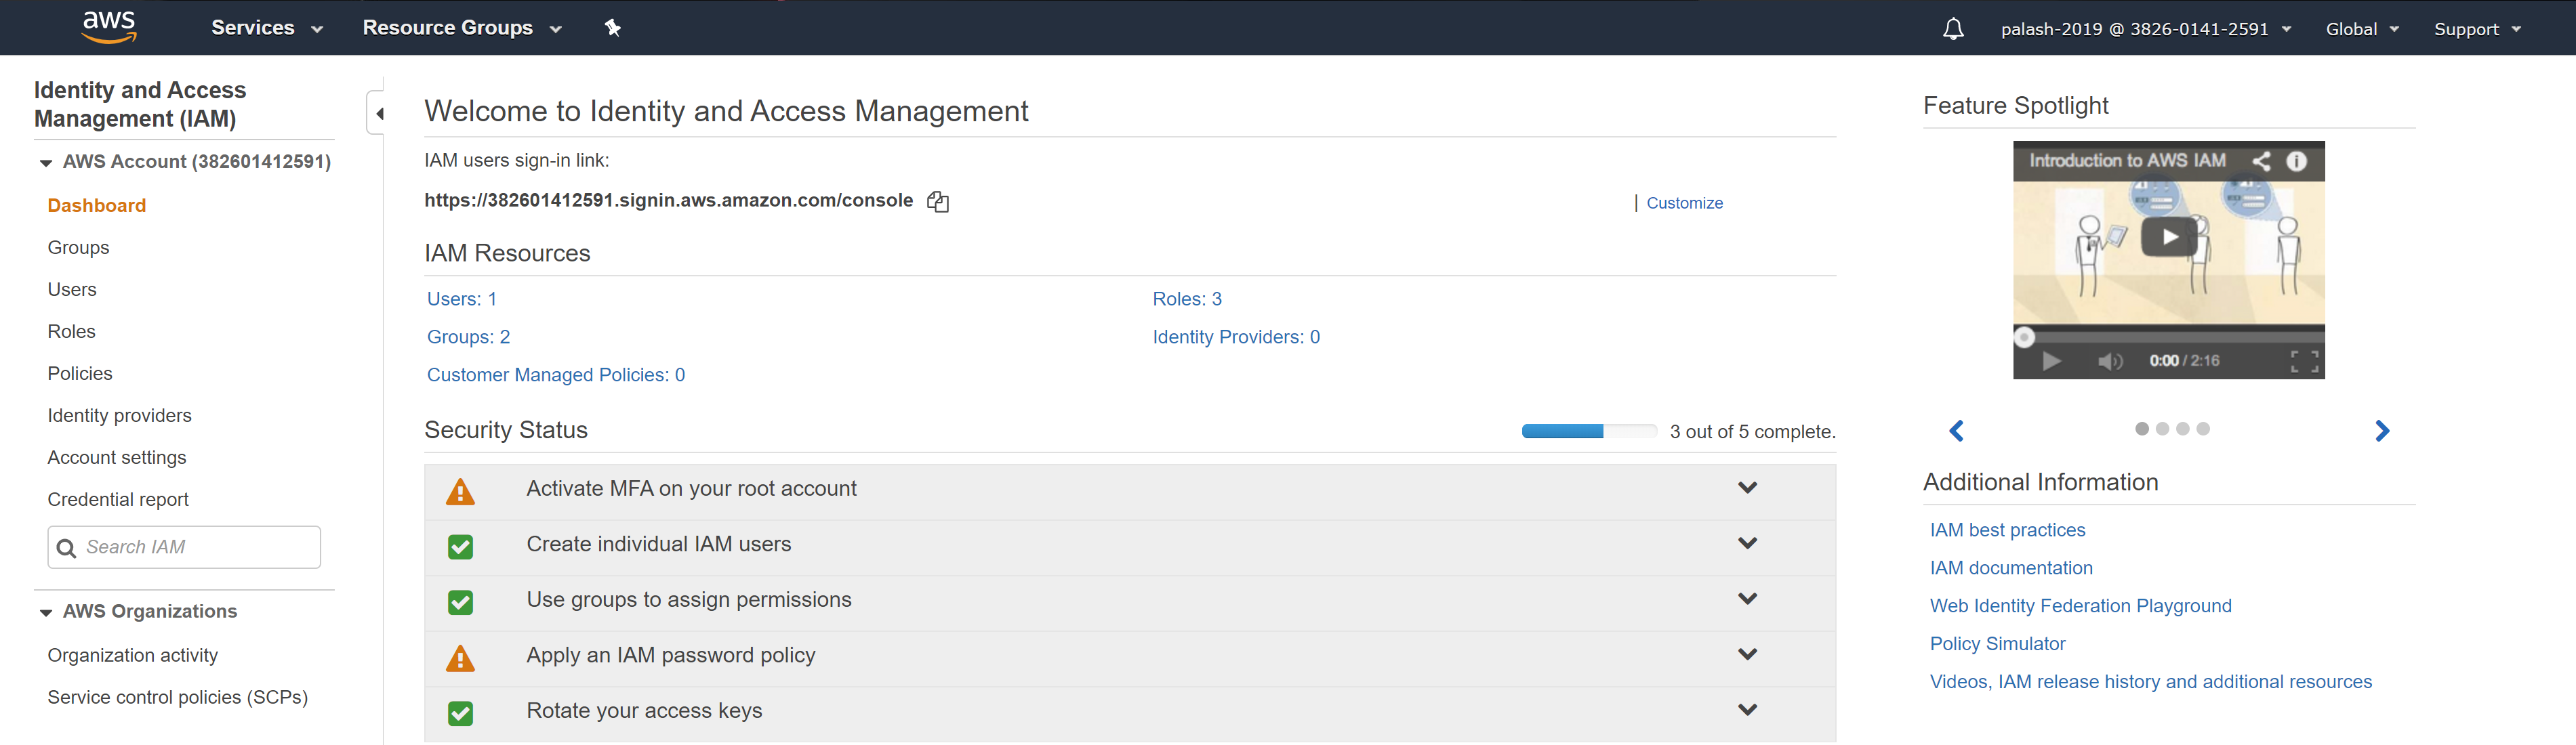 aws
Services
Resource Groups
palash-2019 @ 3826-0141-2591
Global
Support
Identity and Access
Management (IAM)
AWS Account (382601412591)
Dashboard
Groups
Users
Roles
Policies
Identity providers
Account settings
Credential report
Search IAM
AWS Organizations
Organization activity
Service control policies (SCPs)
Welcome to Identity and Access Management
IAM users sign-in link:
https://382601412591.signin.aws.amazon.com/console
| Customize
IAM Resources
Users: 1
Roles: 3
Groups: 2
Identity Providers: 0
Customer Managed Policies: 0
Security Status
3 out of 5 complete.
Activate MFA on your root account
Create individual IAM users
Use groups to assign permissions
Apply an IAM password policy
Rotate your access keys
Feature Spotlight
Introduction to AWS IAM
0:00 / 2:16
Additional Information
IAM best practices
IAM documentation
Web Identity Federation Playground
Policy Simulator
Videos, IAM release history and additional resources